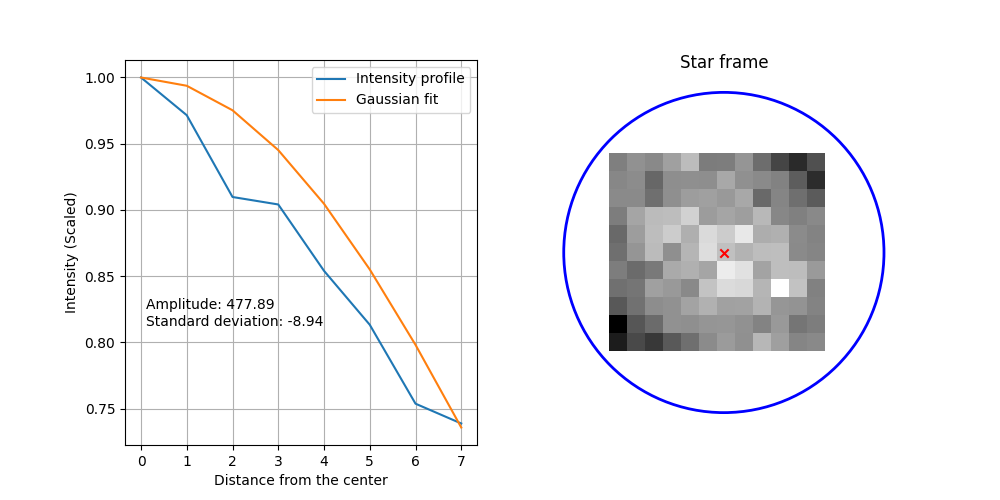 Star frame
Intensity profile
Gaussian fit
1.00
0.95
0.90
0.85
0.80
0.75
Intensity (Scaled)
Amplitude: 477.89
Standard deviation: -8.94
0 1 2 3 4 5 6 7
Distance from the center